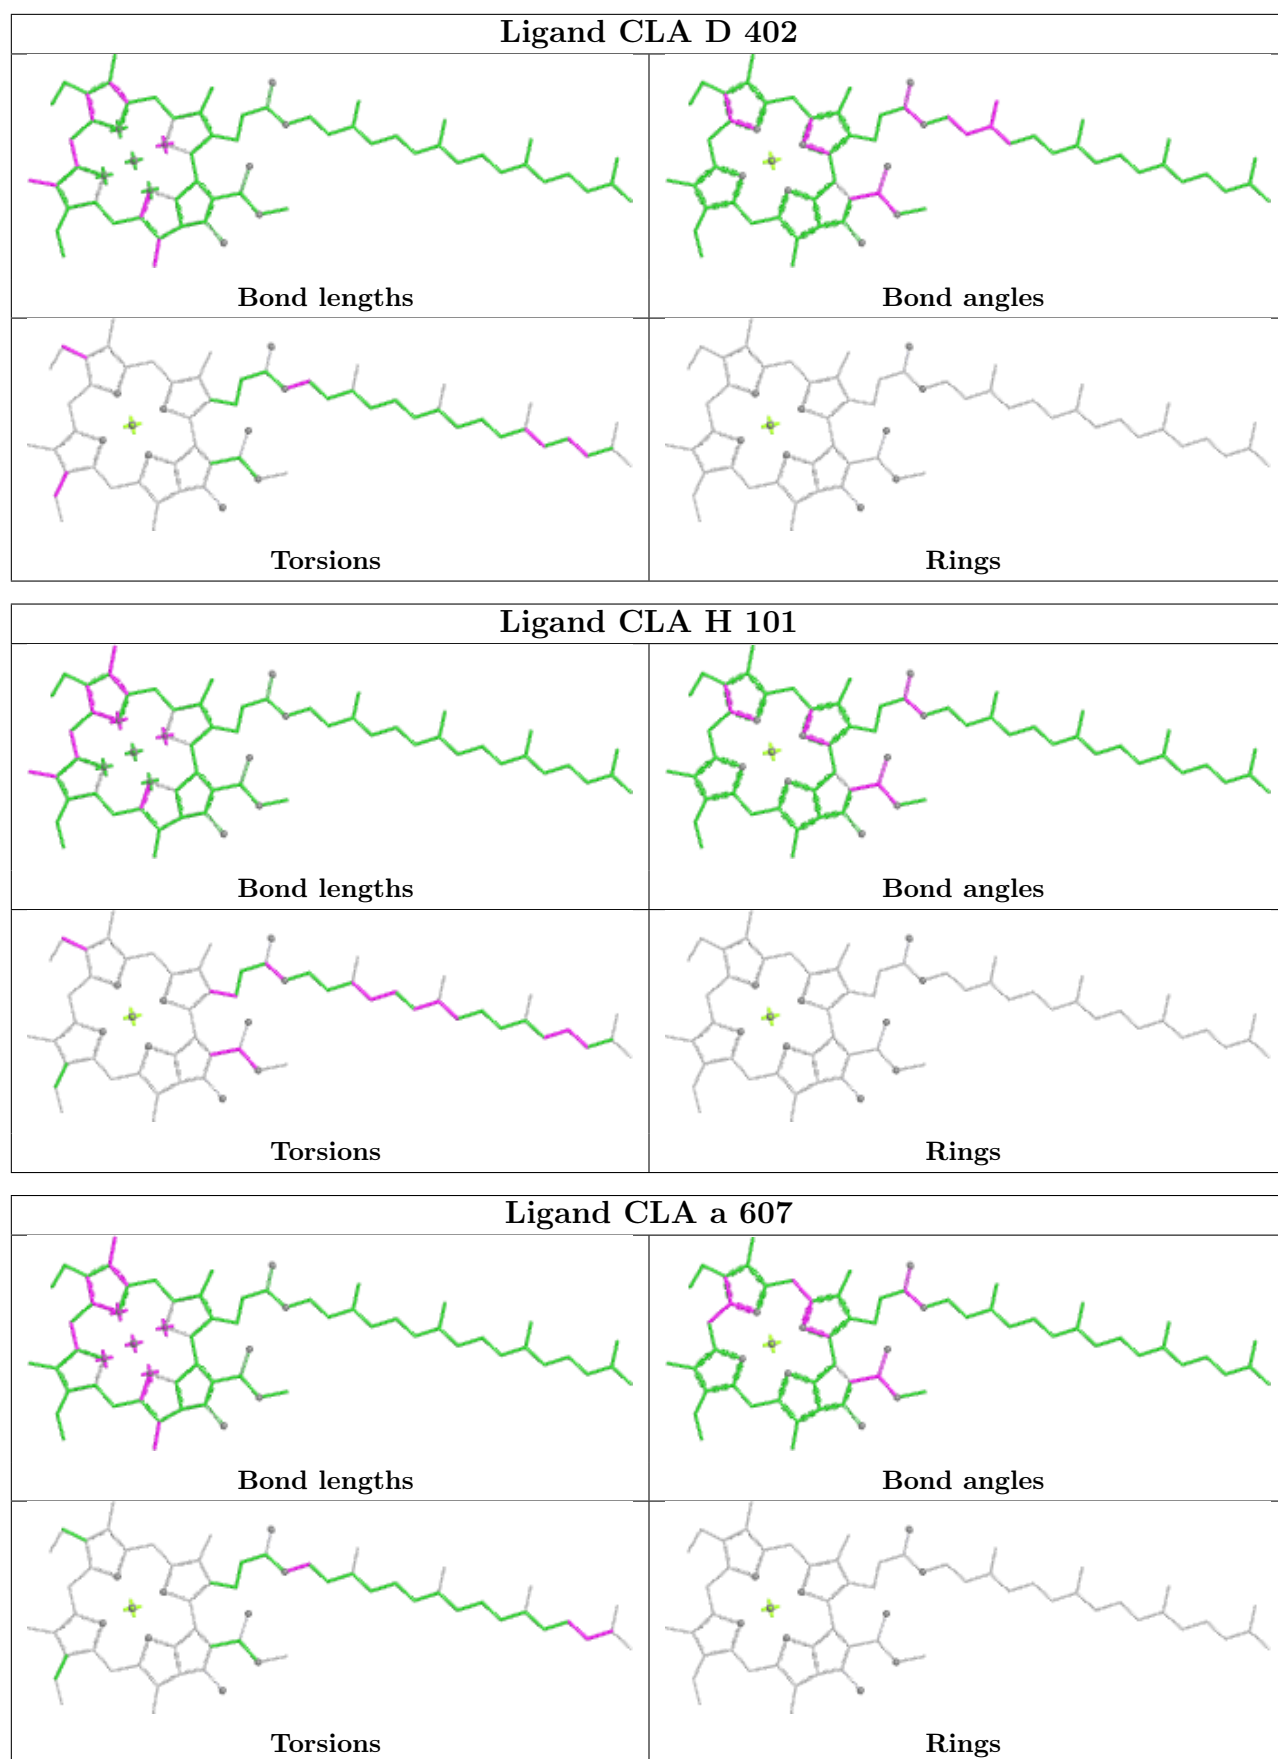 Ligand CLA D 402
Bond lengths
Bond angles
Torsions
Rings
Ligand CLA H 101
Bond lengths
Bond angles
Torsions
Rings
Ligand CLA a 607
Bond lengths
Bond angles
Torsions
Rings